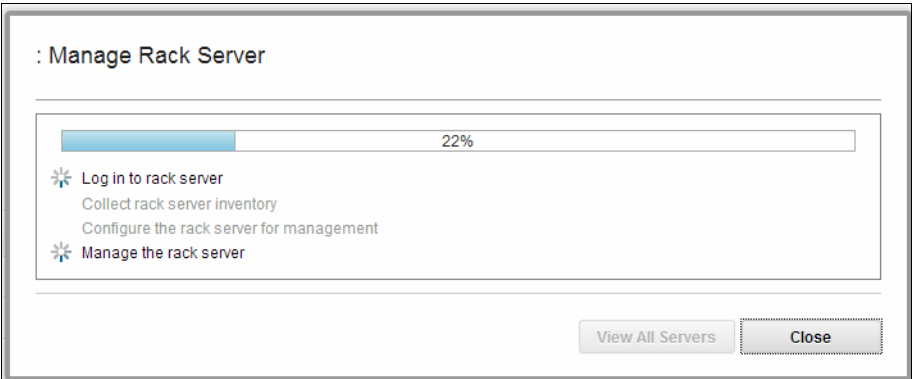 : Manage Rack Server
22%
Log in to rack server
Collect rack server inventory
Configure the rack server for management
Manage the rack server
View All Servers
Close